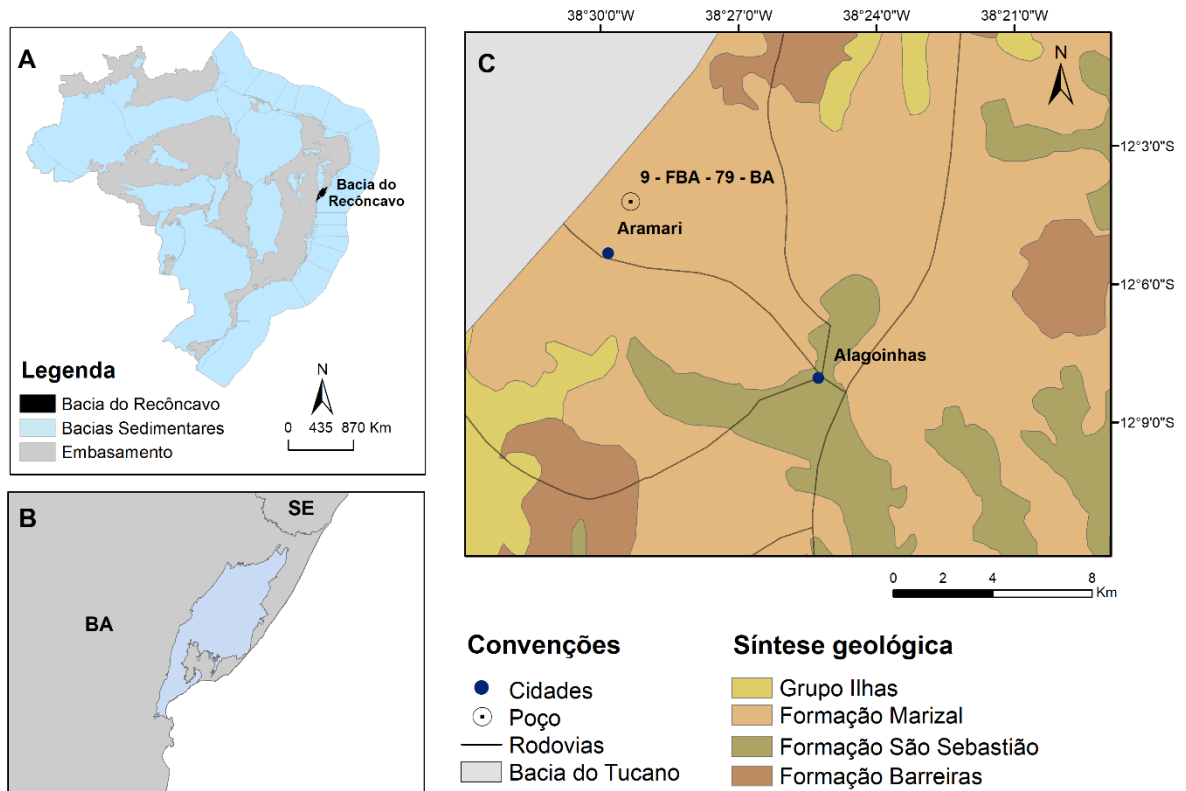 A
Bacia do
Recôncavo
Legenda
N
Bacia do Recôncavo
Bacias Sedimentares
Embasamento
0 435 870 Km
B
SE
BA
38°30'0"W 38°27'0"W 38°24'0"W 38°21'0"W
C
N
12°3'0"S
9 - FBA - 79 - BA
Aramari
12°6'0"S
Alagoinhas
12°9'0"S
0 2 4 8
Km
Convenções
Cidades
Poço
Rodovias
Bacia do Tucano
Síntese geológica
Grupo Ilhas
Formação Marizal
Formação São Sebastião
Formação Barreiras